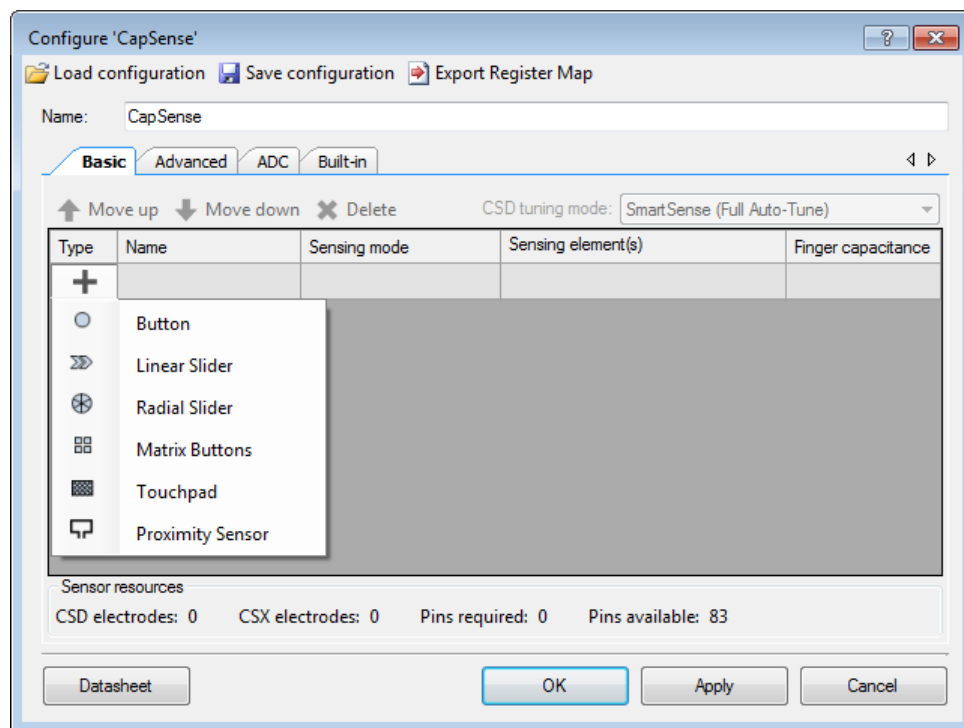 Configure 'CapSense'
Load configuration Save configuration Export Register Map
Name: CapSense
Basic Advanced ADC Built-in
Move up Move down Delete CSD tuning mode: SmartSense (Full Auto-Tune)
Type Name Sensing mode Sensing element(s) Finger capacitance
Button
Linear Slider
Radial Slider
Matrix Buttons
Touchpad
Proximity Sensor
Sensor resources
CSD electrodes: 0 CSX electrodes: 0 Pins required: 0 Pins available: 83
Datasheet OK Apply Cancel